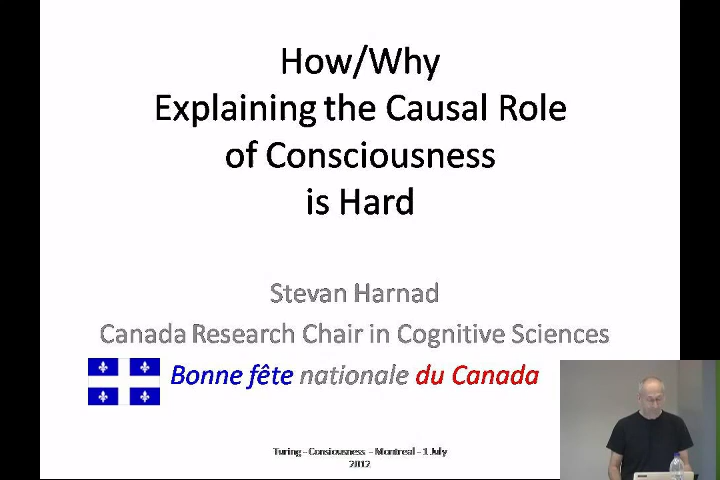 How/Why
Explaining the Causal Role
of Consciousness
is Hard
Stevan Harnad
Canada Research Chair in Cognitive Sciences
Bonne fête nationale du Canada
Turing - Consiousness - Montreal - 1 July
2012